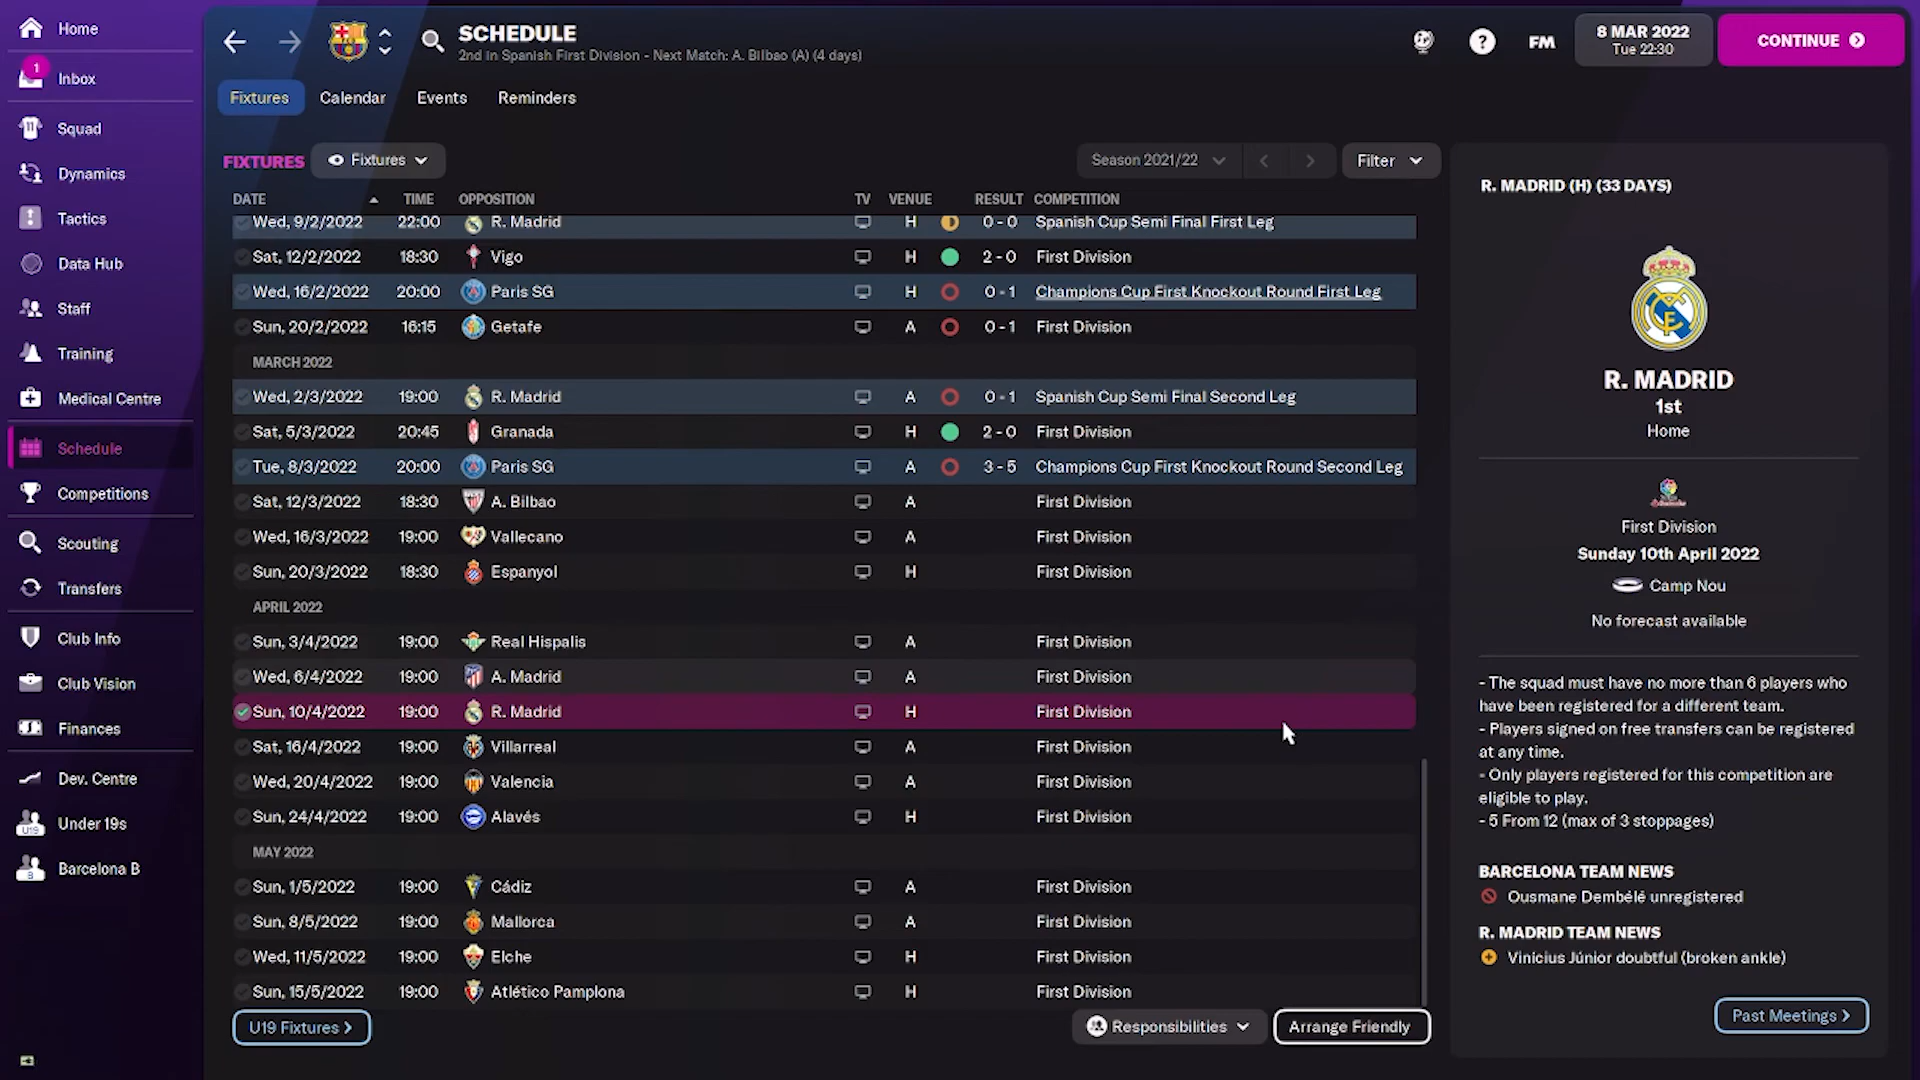 Home
1
Inbox
Squad
Dynamics
Tactics
Data Hub
Staff
Training
Medical Centre
Schedule
Competitions
Scouting
Transfers
Club Info
Club Vision
Finances
Dev. Centre
Under 19s
Barcelona B
SCHEDULE
2nd in Spanish First Division - Next Match: A. Bilbao (A) (4 days)
FM
8 MAR 2022
Tue 22:30
CONTINUE
Fixtures Calendar Events Reminders
FIXTURES Fixtures Season 2021/22 Filter
DATE TIME OPPOSITION TV VENUE RESULT COMPETITION
Wed, 9/2/2022 22:00 R. Madrid H 0 - 0 Spanish Cup Semi Final First Leg
Sat, 12/2/2022 18:30 Vigo H 2 - 0 First Division
Wed, 16/2/2022 20:00 Paris SG H 0 - 1 Champions Cup First Knockout Round First Leg
Sun, 20/2/2022 16:15 Getafe A 0 - 1 First Division
MARCH 2022
Wed, 2/3/2022 19:00 R. Madrid A 0 - 1 Spanish Cup Semi Final Second Leg
Sat, 5/3/2022 20:45 Granada H 2 - 0 First Division
Tue, 8/3/2022 20:00 Paris SG A 3 - 5 Champions Cup First Knockout Round Second Leg
Sat, 12/3/2022 18:30 A. Bilbao A First Division
Wed, 16/3/2022 19:00 Vallecano A First Division
Sun, 20/3/2022 18:30 Espanyol H First Division
APRIL 2022
Sun, 3/4/2022 19:00 Real Hispalis A First Division
Wed, 6/4/2022 19:00 A. Madrid A First Division
Sun, 10/4/2022 19:00 R. Madrid H First Division
Sat, 16/4/2022 19:00 Villarreal A First Division
Wed, 20/4/2022 19:00 Valencia A First Division
Sun, 24/4/2022 19:00 Alavés H First Division
MAY 2022
Sun, 1/5/2022 19:00 Cádiz A First Division
Sun, 8/5/2022 19:00 Mallorca A First Division
Wed, 11/5/2022 19:00 Elche H First Division
Sun, 15/5/2022 19:00 Atlético Pamplona H First Division
U19 Fixtures Responsibilities Arrange Friendly
R. MADRID (H) (33 DAYS)
R. MADRID
1st
Home
First Division
Sunday 10th April 2022
Camp Nou
No forecast available
- The squad must have no more than 6 players who
have been registered for a different team.
- Players signed on free transfers can be registered
at any time.
- Only players registered for this competition are
eligible to play.
- 5 From 12 (max of 3 stoppages)
BARCELONA TEAM NEWS
Ousmane Dembélé unregistered
R. MADRID TEAM NEWS
Vinícius Júnior doubtful (broken ankle)
Past Meetings